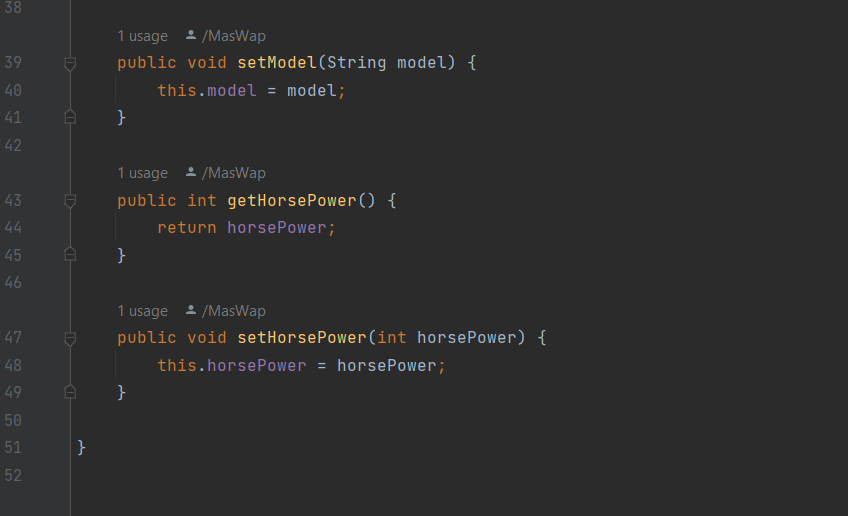 38
1 usage /MasWap
39 public void setModel(String model) {
40 this.model = model;
41 }
42
1 usage /MasWap
43 public int getHorsePower() {
44 return horsePower;
45 }
46
1 usage /MasWap
47 public void setHorsePower(int horsePower) {
48 this.horsePower = horsePower;
49 }
50
51 }
52